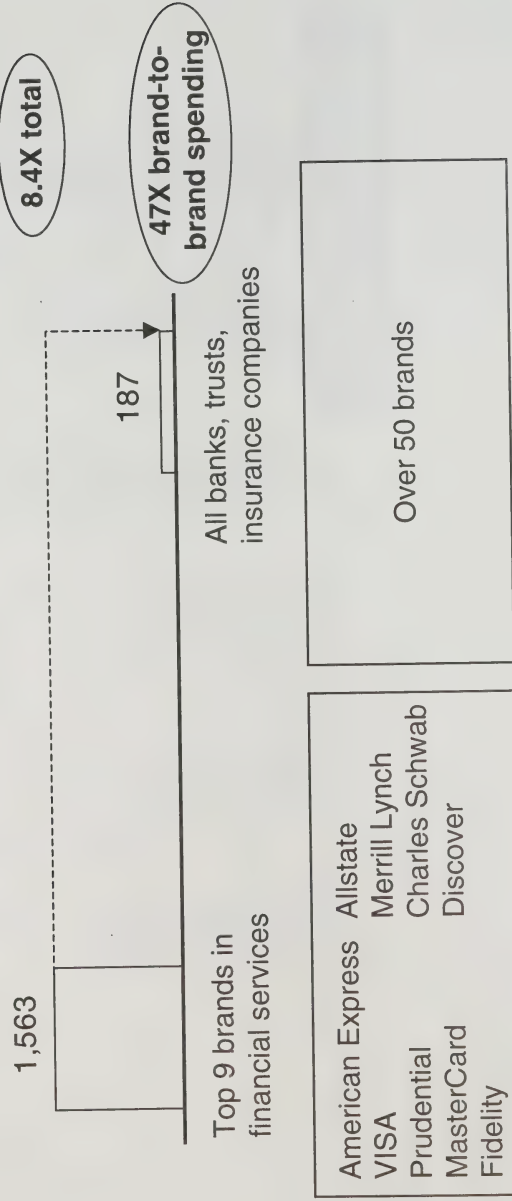 8.4X total
1,563
187
47X brand-to-
brand spending
Top 9 brands in
financial services
All banks, trusts,
insurance companies
American Express Allstate
VISA Merrill Lynch
Prudential Charles Schwab
MasterCard Discover
Fidelity
Over 50 brands